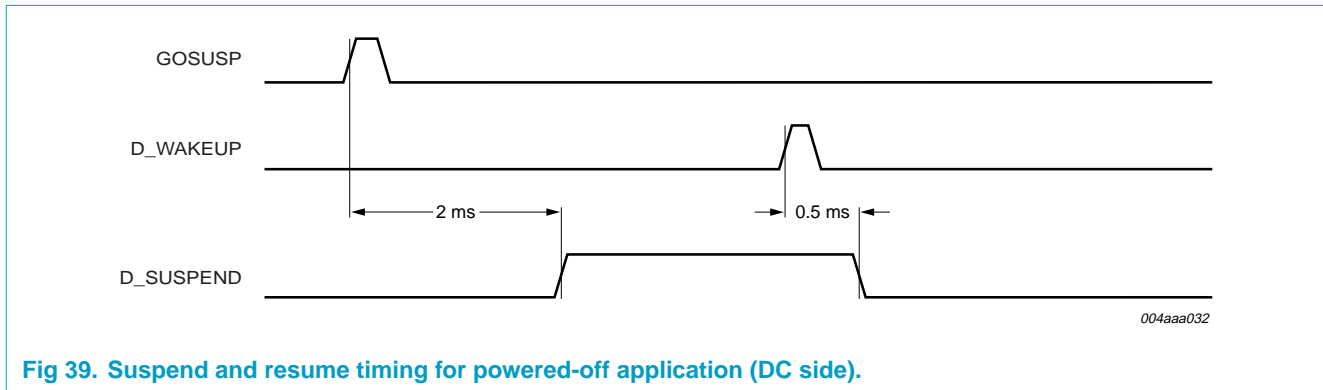 GOSUSP
D_WAKEUP
2 ms
0.5 ms
D_SUSPEND
004aaa032
Fig 39. Suspend and resume timing for powered-off application (DC side).